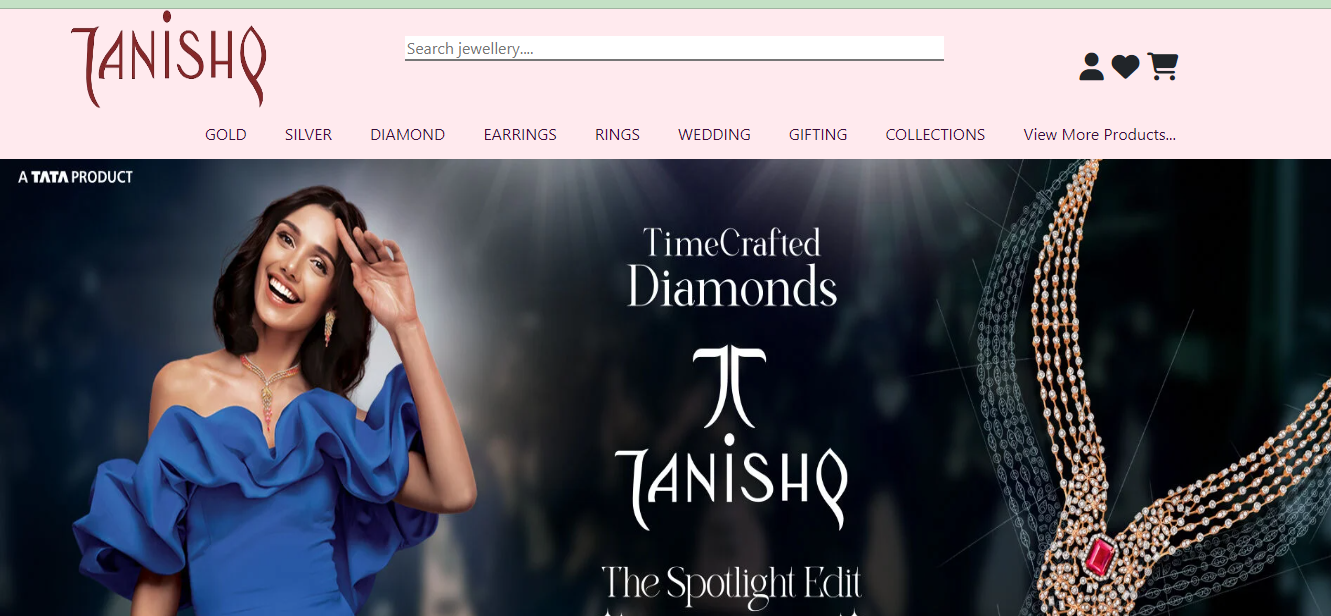 TANISHQ
Search jewellery....
GOLD SILVER DIAMOND EARRINGS RINGS WEDDING GIFTING COLLECTIONS View More Products...
A TATA PRODUCT
TimeCrafted
Diamonds
TANISHQ
The Spotlight Edit